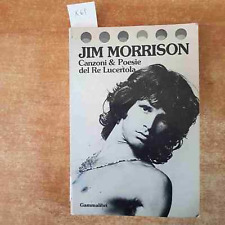 JIM MORRISON
Canzoni & Poesie
del Re Lucertola
Gammalibri